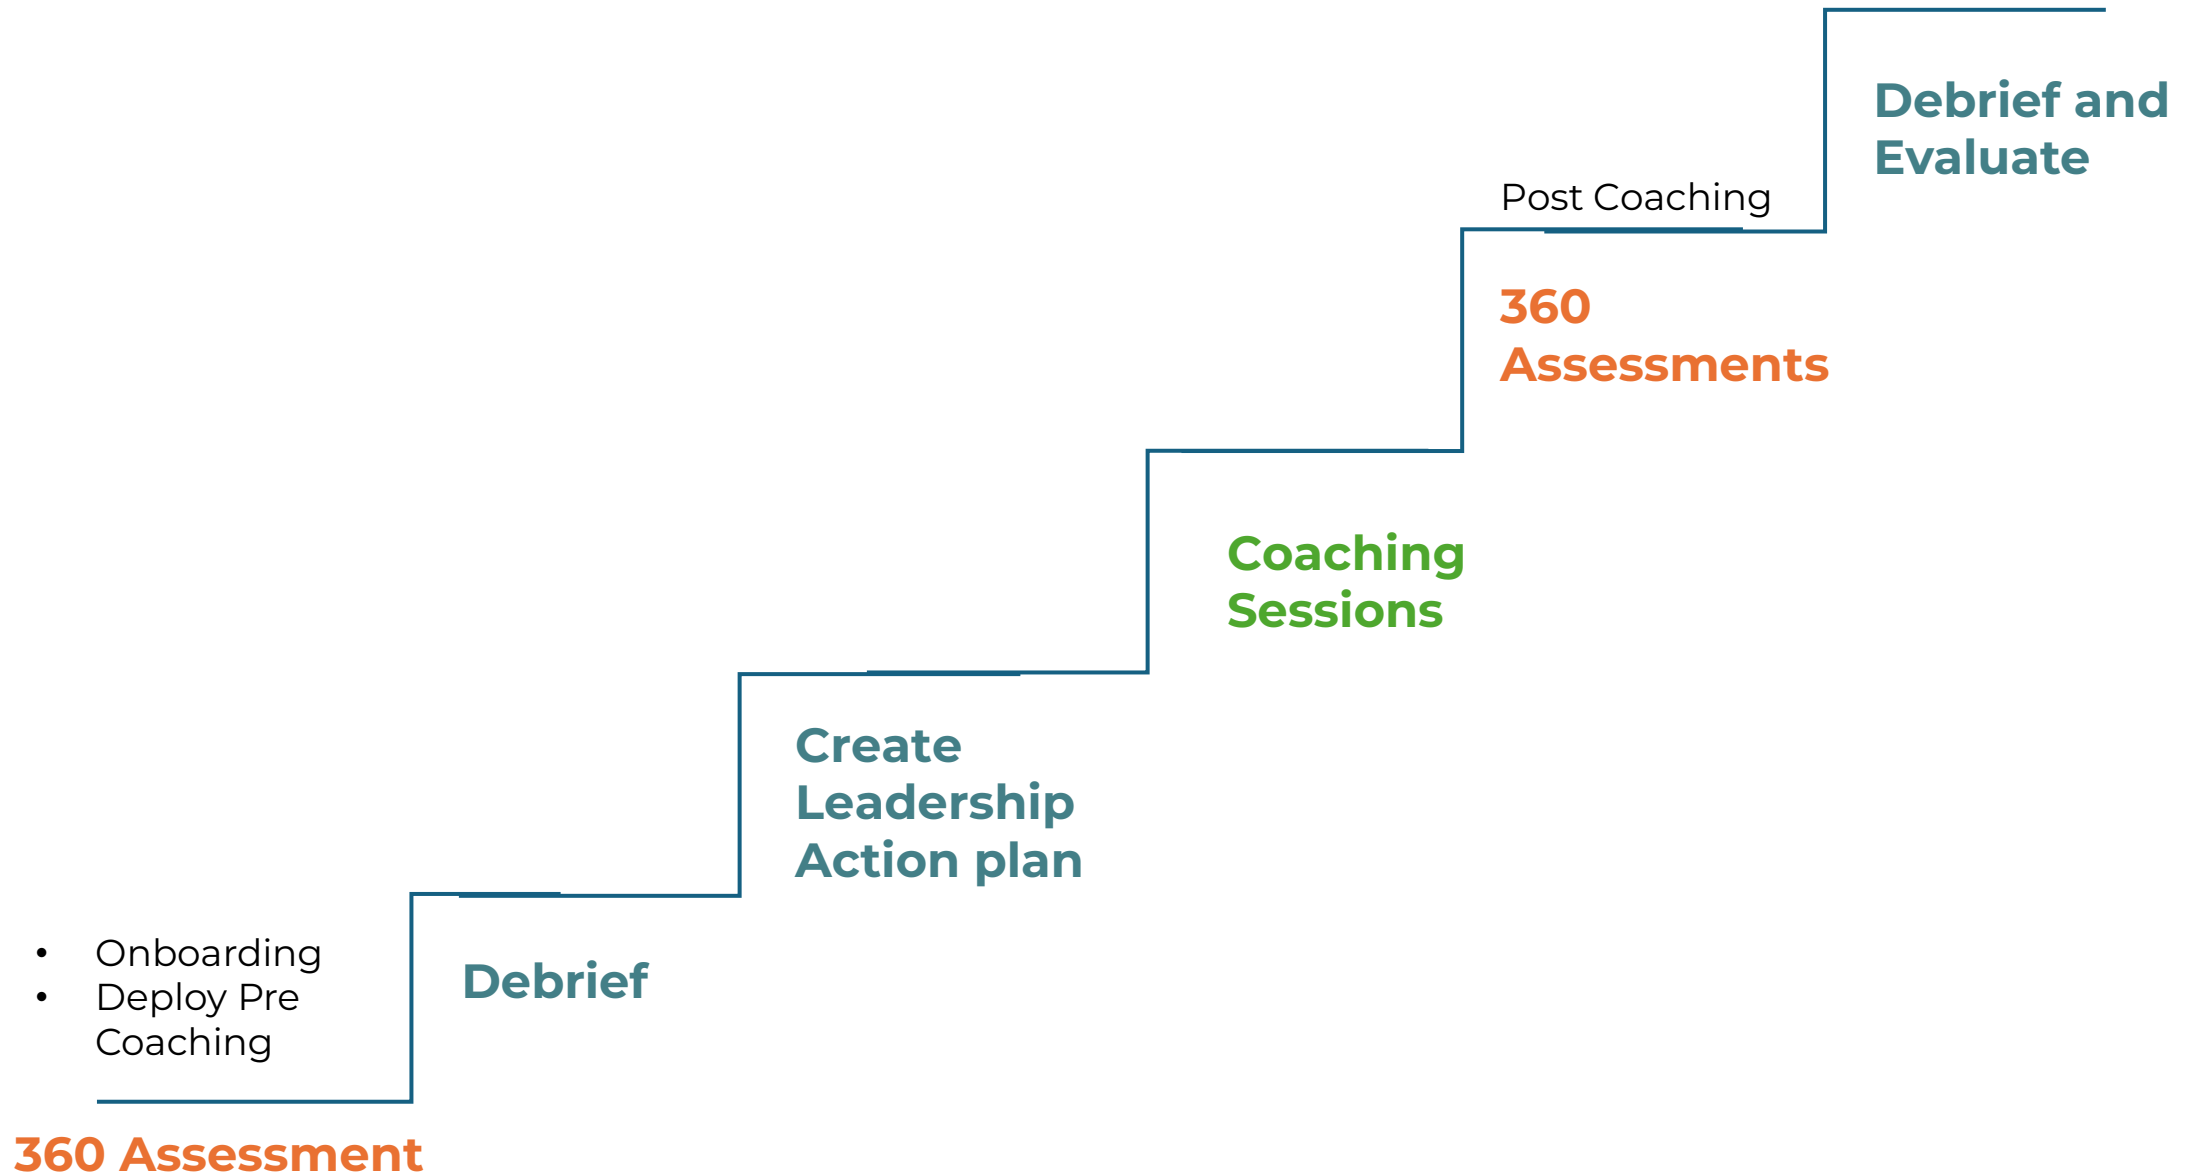 Debrief and
Evaluate
Post Coaching
360
Assessments
Coaching
Sessions
Create
Leadership
Action plan
• Onboarding
• Deploy Pre
Coaching
Debrief
360 Assessment